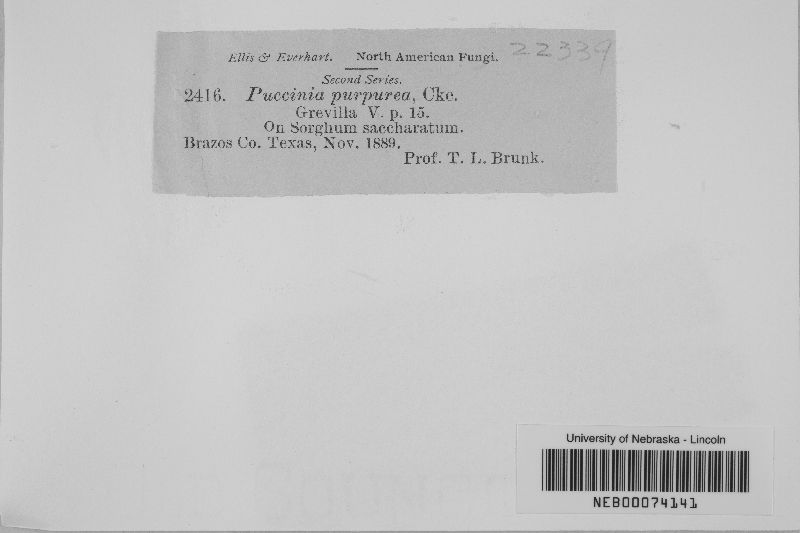 Ellis & Everhart. North American Fungi. 22339
Second Series.
2416. Puccinia purpurea, Cke.
Grevilla V. p. 15.
On Sorghum saccharatum.
Brazos Co. Texas, Nov. 1889.
Prof. T. L. Brunk.
University of Nebraska - Lincoln
NEB00074141